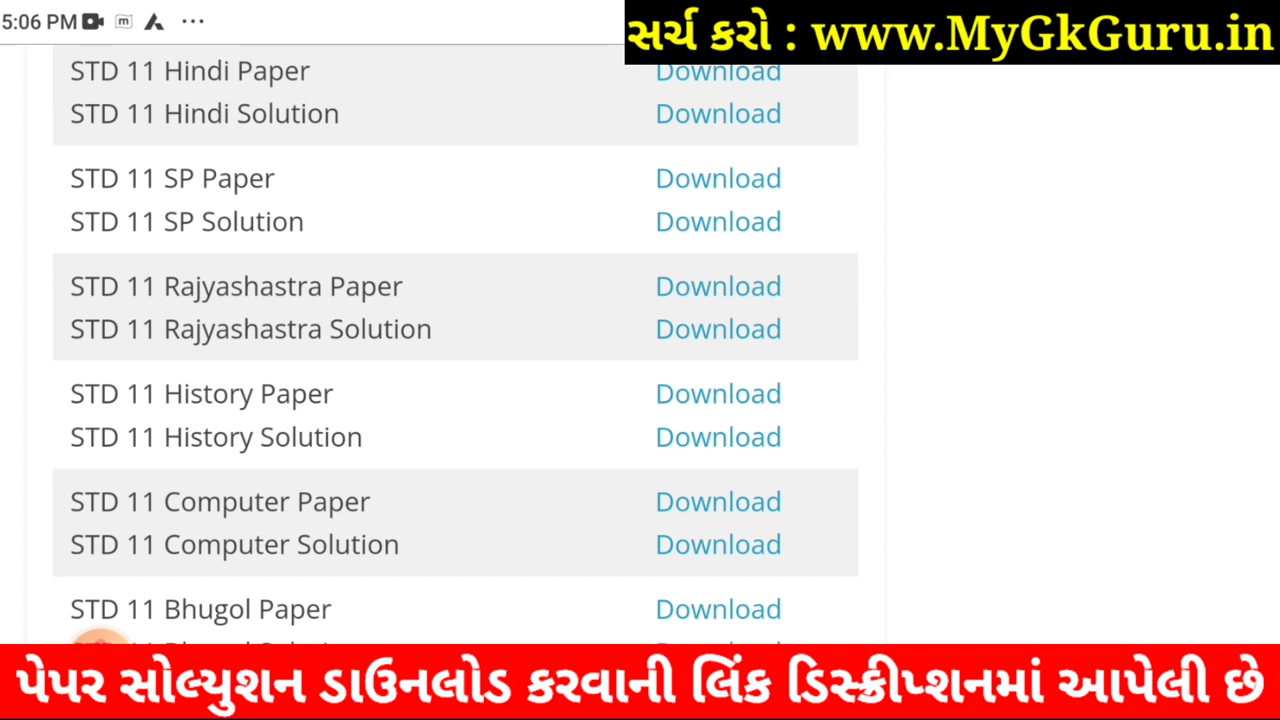 5:06 PM
સર્ચ કરો : www.MyGkGuru.in
STD 11 Hindi Paper Download
STD 11 Hindi Solution Download
STD 11 SP Paper Download
STD 11 SP Solution Download
STD 11 Rajyashastra Paper Download
STD 11 Rajyashastra Solution Download
STD 11 History Paper Download
STD 11 History Solution Download
STD 11 Computer Paper Download
STD 11 Computer Solution Download
STD 11 Bhugol Paper Download
પેપર સોલ્યુશન ડાઉનલોડ કરવાની લિંક ડિસ્ક્રીપ્શનમાં આપેલી છે